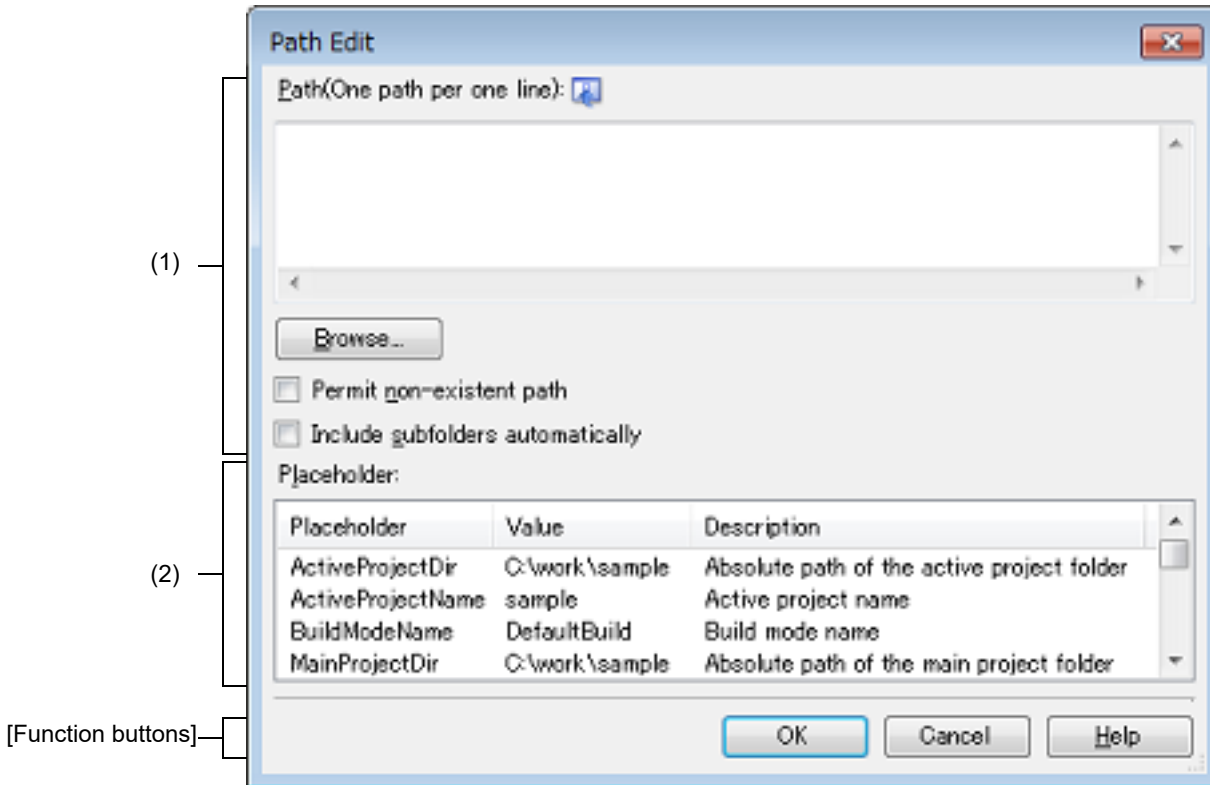 Path Edit
Path(One path per one line):
(1)
Browse...
Permit non-existent path
Include subfolders automatically
Placeholder:
Placeholder Value Description
(2)
ActiveProjectDir C:\work\sample Absolute path of the active project folder
ActiveProjectName sample Active project name
BuildModeName DefaultBuild Build mode name
MainProjectDir C:\work\sample Absolute path of the main project folder
[Function buttons]
OK Cancel Help